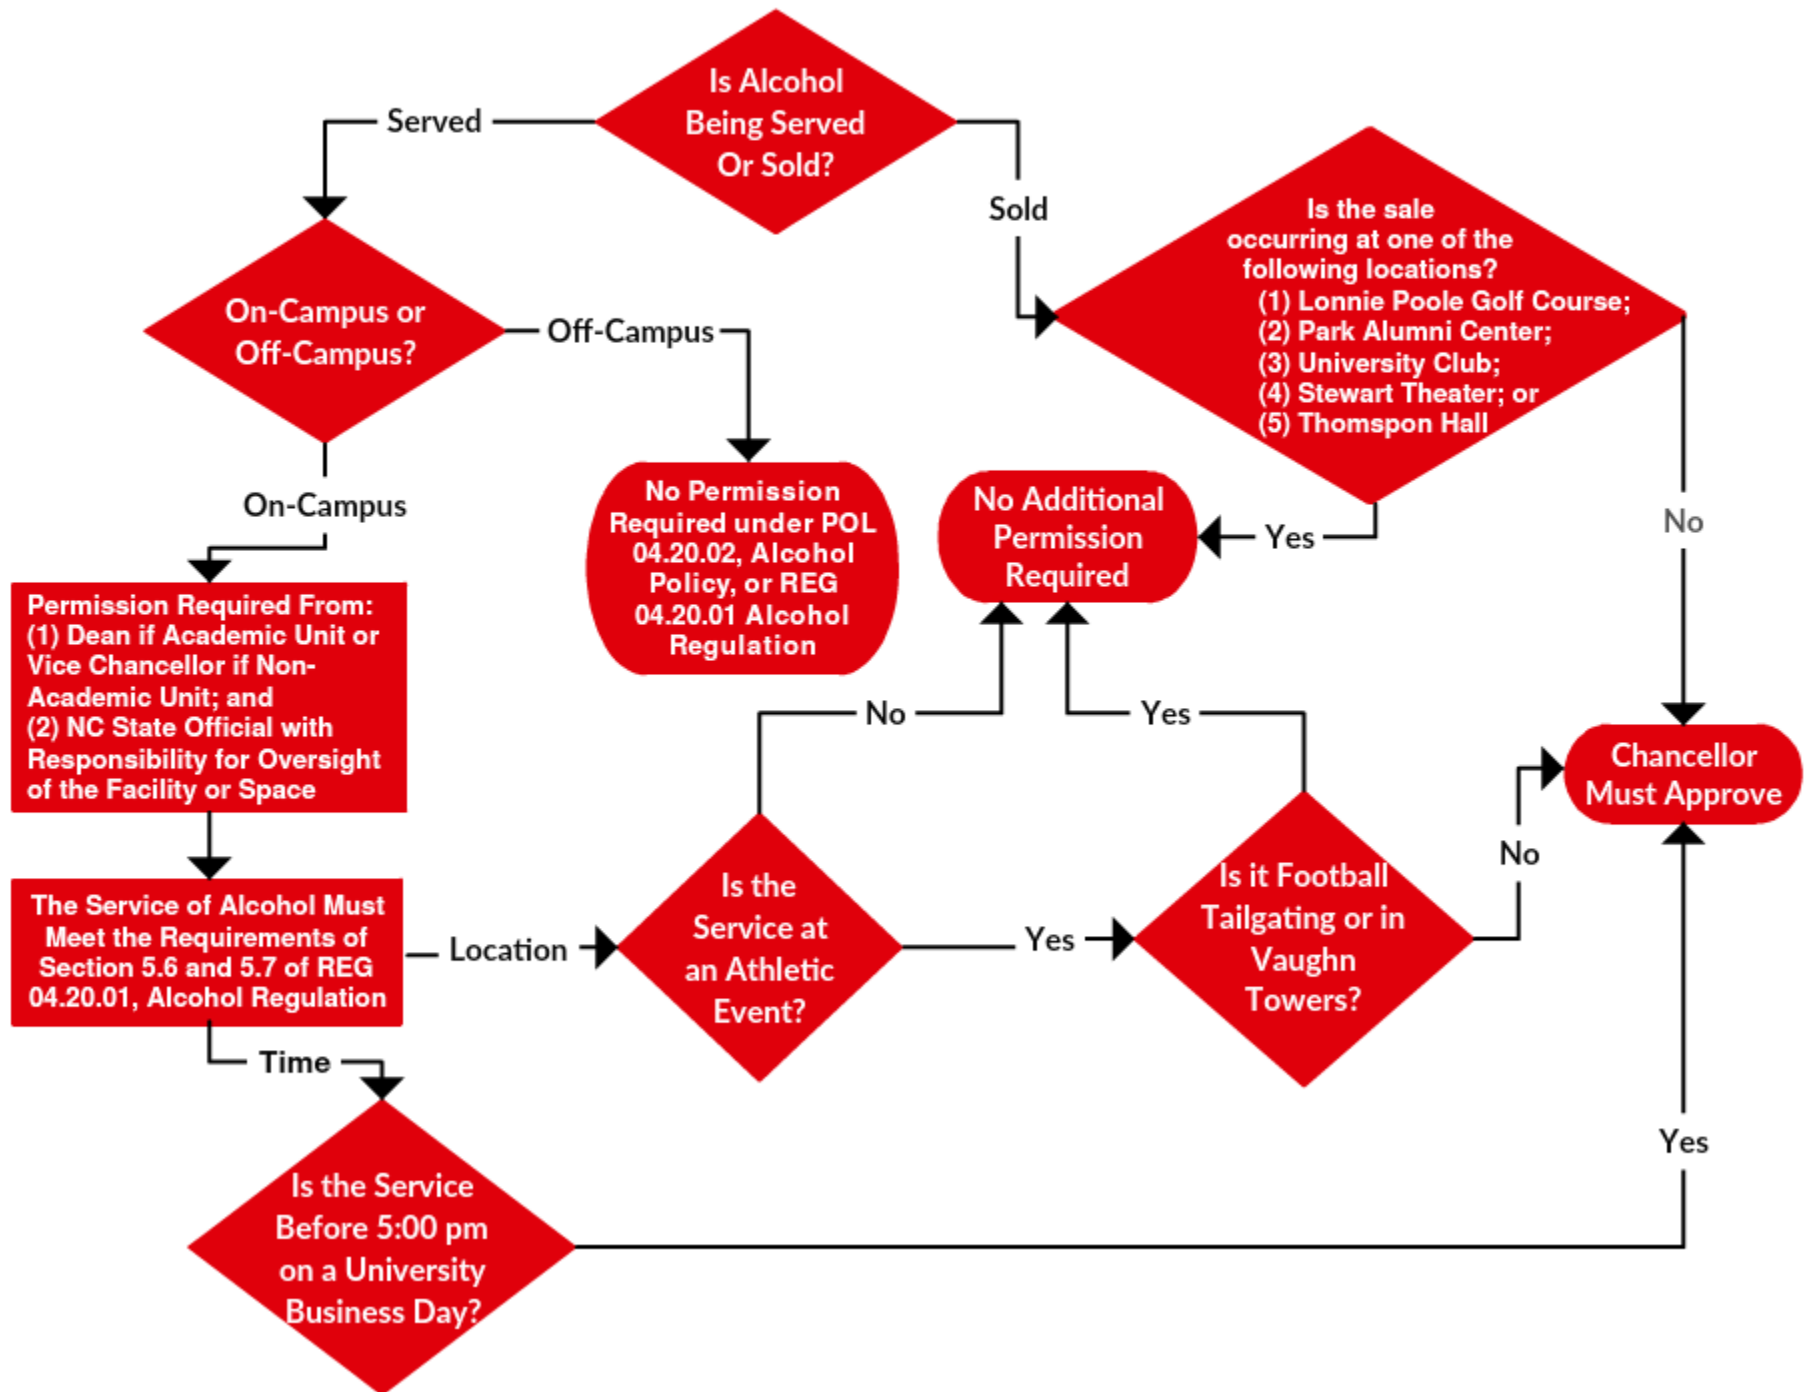 Is Alcohol
Being Served
Or Sold?
Served
Sold
Is the sale
occurring at one of the
following locations?
(1) Lonnie Poole Golf Course;
(2) Park Alumni Center;
(3) University Club;
(4) Stewart Theater; or
(5) Thomspon Hall
On-Campus or
Off-Campus?
Off-Campus
On-Campus
No Permission
Required under POL
04.20.02, Alcohol
Policy, or REG
04.20.01 Alcohol
Regulation
No Additional
Permission
Required
Yes
No
Permission Required From:
(1) Dean if Academic Unit or
Vice Chancellor if Non-
Academic Unit; and
(2) NC State Official with
Responsibility for Oversight
of the Facility or Space
No
Yes
Chancellor
Must Approve
The Service of Alcohol Must
Meet the Requirements of
Section 5.6 and 5.7 of REG
04.20.01, Alcohol Regulation
Location
Is the
Service at
an Athletic
Event?
Yes
Is it Football
Tailgating or in
Vaughn
Towers?
No
Time
Is the Service
Before 5:00 pm
on a University
Business Day?
Yes